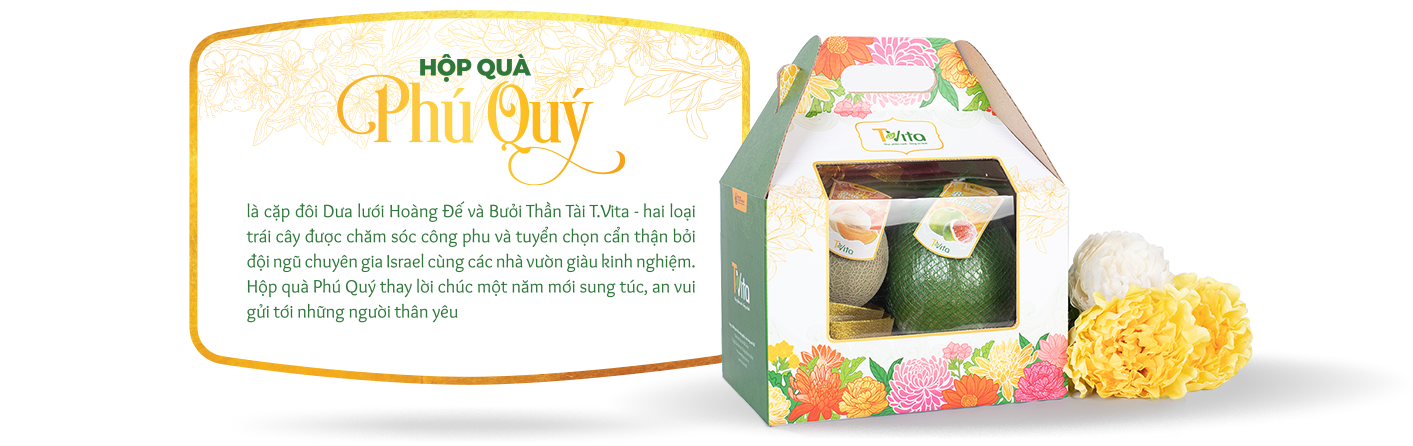 HỘP QUÀ
Phú Quý
là cặp đôi Dưa lưới Hoàng Đế và Bưởi Thần Tài T.Vita - hai loại
trái cây được chăm sóc công phu và tuyển chọn cẩn thận bởi
đội ngũ chuyên gia Israel cùng các nhà vườn giàu kinh nghiệm.
Hộp quà Phú Quý thay lời chúc một năm mới sung túc, an vui
gửi tới những người thân yêu
T.Vita
T.Vita
T.Vita
T.Vita